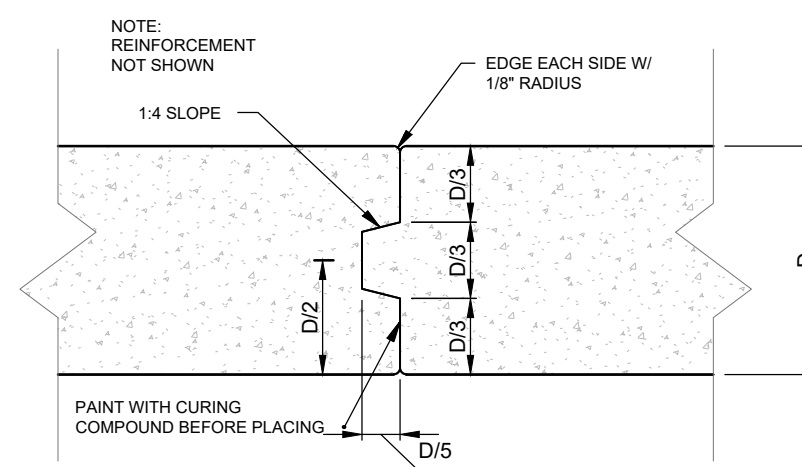 NOTE:
REINFORCEMENT
NOT SHOWN
EDGE EACH SIDE W/
1/8" RADIUS
1:4 SLOPE
D/3
D/3
D/3
D/2
D
PAINT WITH CURING
COMPOUND BEFORE PLACING
D/5